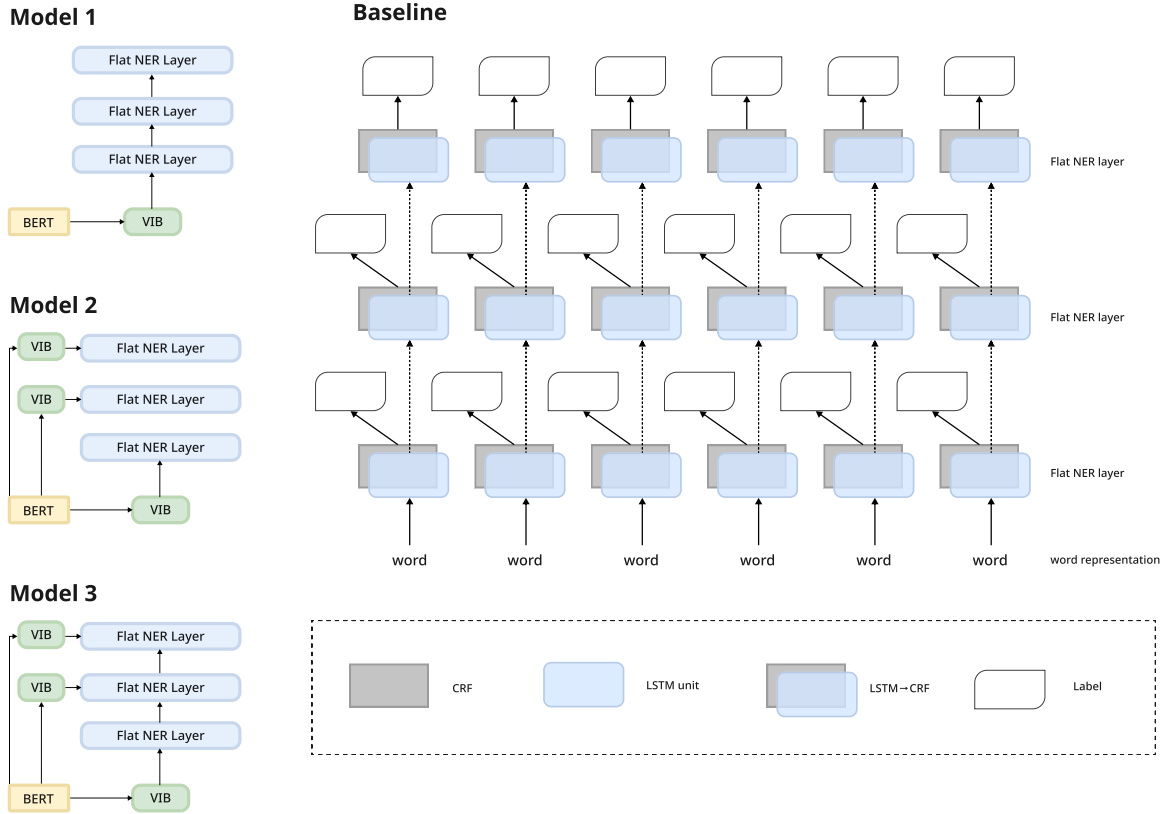 Model 1
Flat NER Layer
Flat NER Layer
Flat NER Layer
BERT
VIB
Model 2
VIB
Flat NER Layer
VIB
Flat NER Layer
Flat NER Layer
BERT
VIB
Model 3
VIB
Flat NER Layer
VIB
Flat NER Layer
Flat NER Layer
BERT
VIB
Baseline
Flat NER layer
Flat NER layer
Flat NER layer
word word word word word word word representation
CRF
LSTM unit
LSTM→CRF
Label